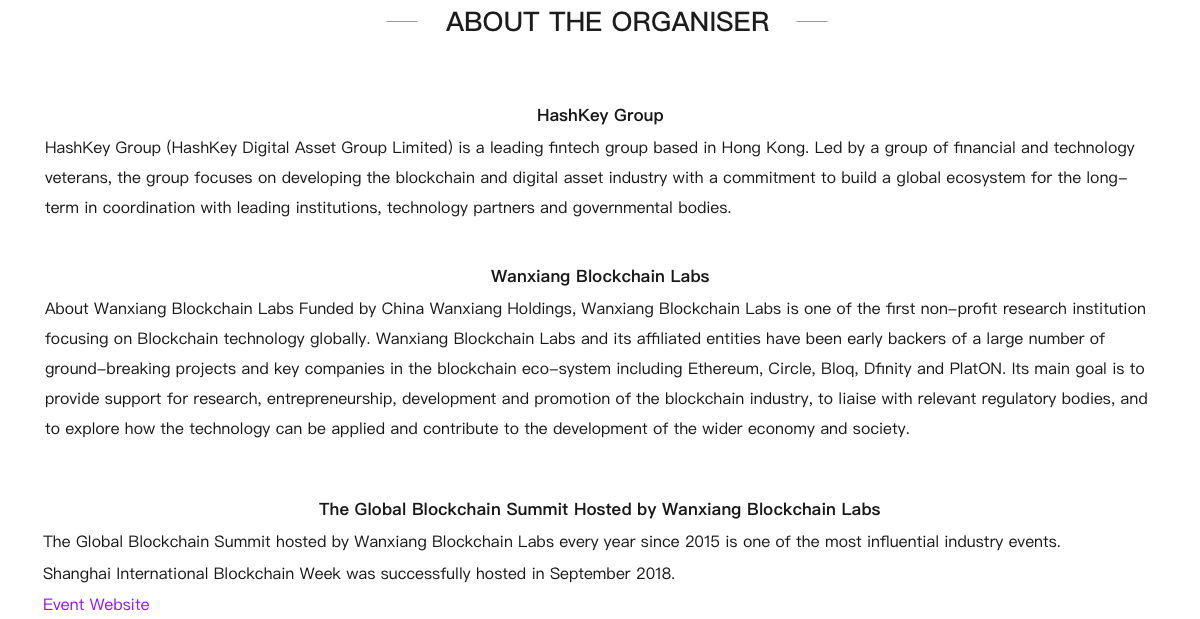 ABOUT THE ORGANISER
HashKey Group
HashKey Group (HashKey Digital Asset Group Limited) is a leading fintech group based in Hong Kong. Led by a group of financial and technology
veterans, the group focuses on developing the blockchain and digital asset industry with a commitment to build a global ecosystem for the long-
term in coordination with leading institutions, technology partners and governmental bodies.
Wanxiang Blockchain Labs
About Wanxiang Blockchain Labs Funded by China Wanxiang Holdings, Wanxiang Blockchain Labs is one of the first non-profit research institution
focusing on Blockchain technology globally. Wanxiang Blockchain Labs and its affiliated entities have been early backers of a large number of
ground-breaking projects and key companies in the blockchain eco-system including Ethereum, Circle, Bloq, Dfinity and PlatON. Its main goal is to
provide support for research, entrepreneurship, development and promotion of the blockchain industry, to liaise with relevant regulatory bodies, and
to explore how the technology can be applied and contribute to the development of the wider economy and society.
The Global Blockchain Summit Hosted by Wanxiang Blockchain Labs
The Global Blockchain Summit hosted by Wanxiang Blockchain Labs every year since 2015 is one of the most influential industry events.
Shanghai International Blockchain Week was successfully hosted in September 2018.
Event Website